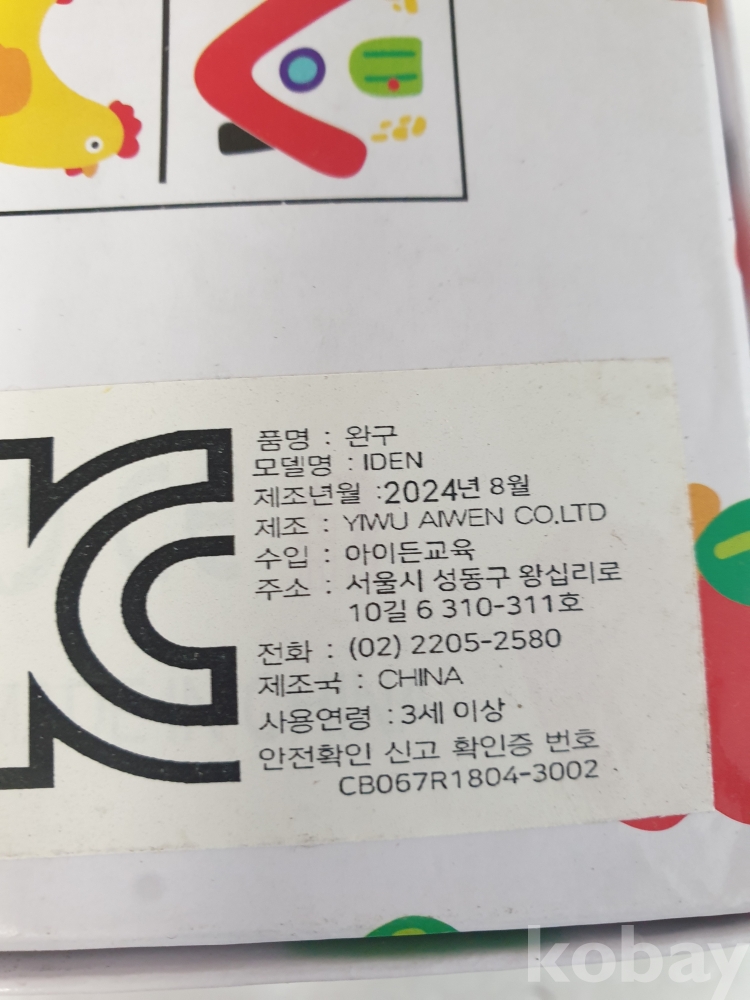 품명 : 완구
모델명 : IDEN
제조년월 :2024년 8월
제조 : YIWU AIWEN CO.LTD
수입 : 아이든교육
주소 : 서울시 성동구 왕십리로
10길 6 310-311호
전화 : (02) 2205-2580
제조국 : CHINA
사용연령 :3세 이상
안전확인 신고 확인증 번호
CB067R1804-3002
kobay